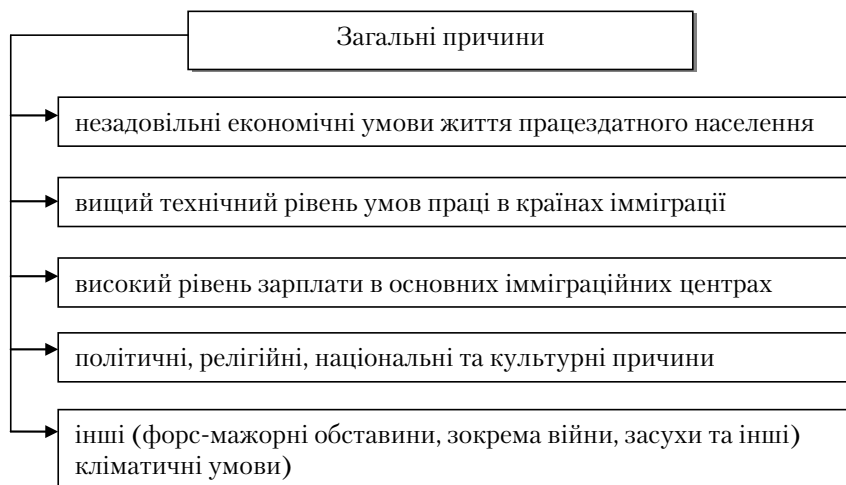 Загальні причини
незадовільні економічні умови життя працездатного населення
вищий технічний рівень умов праці в країнах імміграції
високий рівень зарплати в основних імміграційних центрах
політичні, релігійні, національні та культурні причини
інші (форс-мажорні обставини, зокрема війни, засухи та інші)
кліматичні умови)